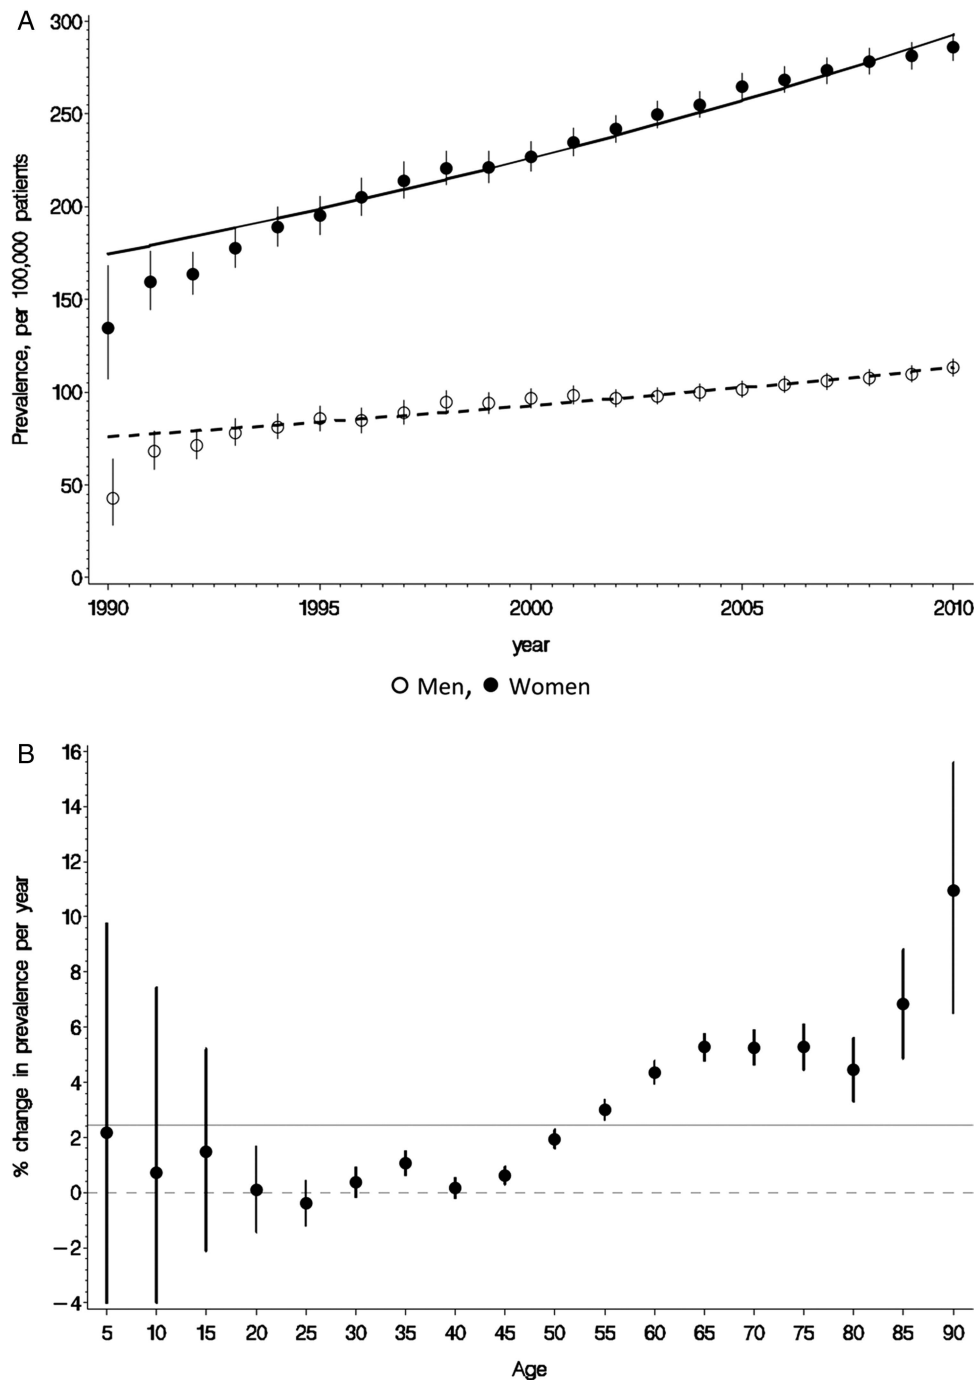 A
Prevalence, per 100,000 patients
300
250
200
150
100
50
0
1990 1995 2000 2005 2010
year
Men, Women
B
% change in prevalence per year
16
14
12
10
8
6
4
2
0
−2
−4
5 10 15 20 25 30 35 40 45 50 55 60 65 70 75 80 85 90
Age